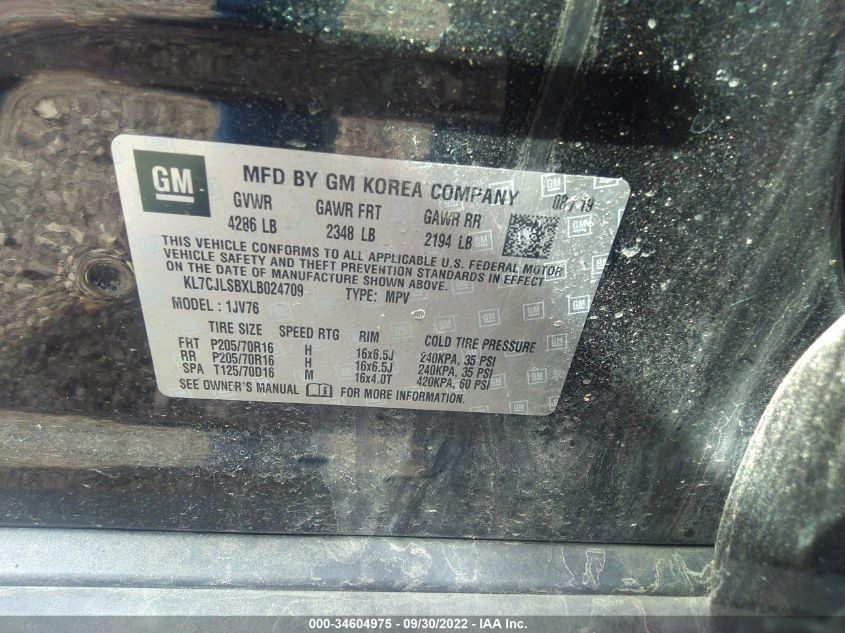 GM
MFD BY GM KOREA COMPANY 08/19
GVWR GAWR FRT GAWR RR
4286 LB 2348 LB 2194 LB
THIS VEHICLE CONFORMS TO ALL APPLICABLE U.S. FEDERAL MOTOR
VEHICLE SAFETY AND THEFT PREVENTION STANDARDS IN EFFECT
ON THE DATE OF MANUFACTURE SHOWN ABOVE.
KL7CJLSBXLB024709 TYPE: MPV
MODEL : 1JV76
TIRE SIZE SPEED RTG RIM COLD TIRE PRESSURE
FRT P205/70R16 H 16x6.5J 240KPA, 35 PSI
RR P205/70R16 H 16x6.5J 240KPA, 35 PSI
SPA T125/70D16 M 16x4.0T 420KPA, 60 PSI
SEE OWNER'S MANUAL FOR MORE INFORMATION.
000-34604975 - 09/30/2022 - IAA Inc.